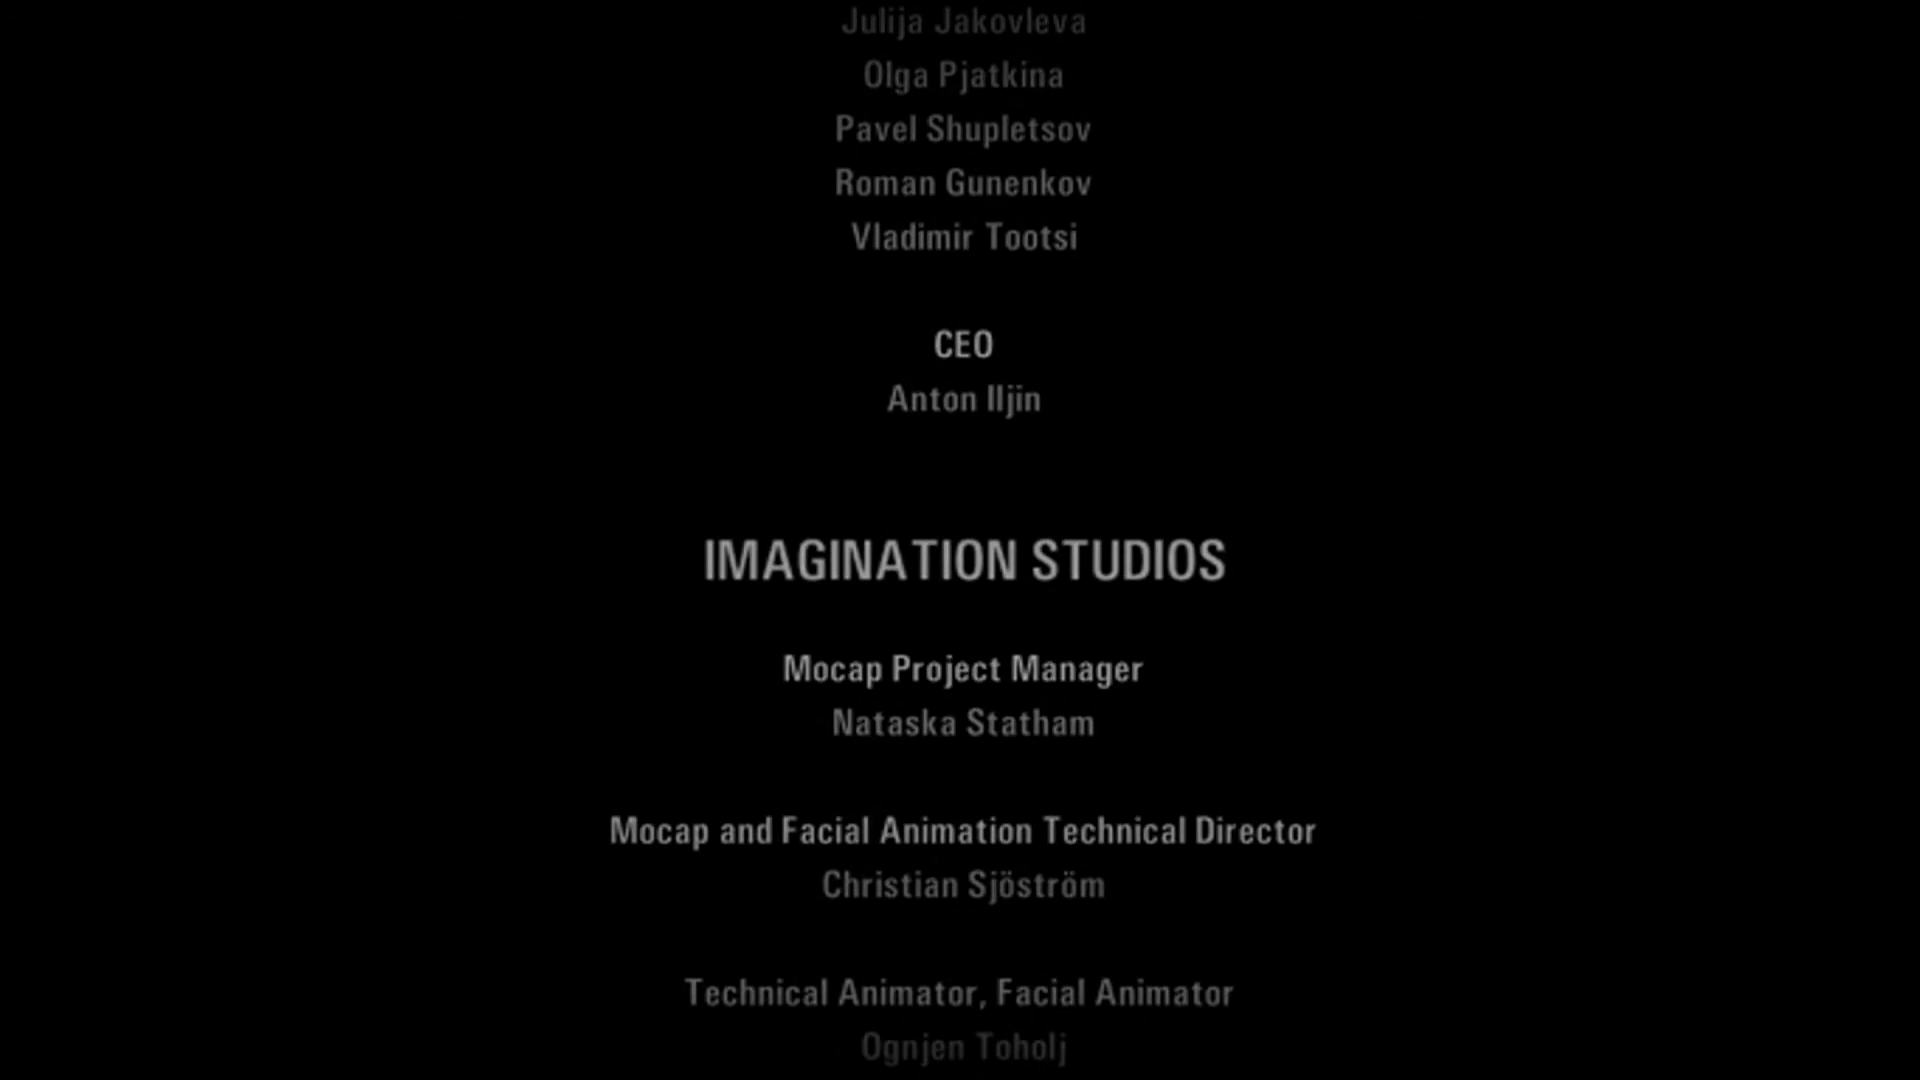 Julija Jakovleva
Olga Pjatkina
Pavel Shupletsov
Roman Gunenkov
Vladimir Tootsi
CEO
Anton Iljin
IMAGINATION STUDIOS
Mocap Project Manager
Nataska Statham
Mocap and Facial Animation Technical Director
Christian Sjöström
Technical Animator, Facial Animator
Ognjen Toholj